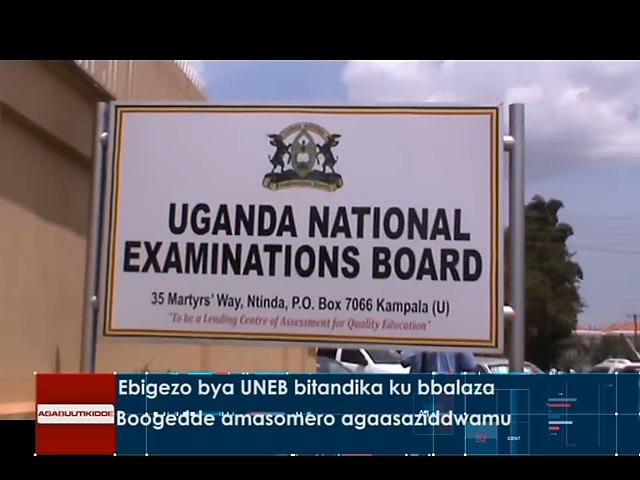 UGANDA NATIONAL
EXAMINATIONS BOARD
35 Martyrs' Way, Ntinda, P.O. Box 7066 Kampala (U)
"To be a Leading Centre of Assessment for Quality Education"
Ebigezo bya UNEB bitandika ku bbalaza
AGABUUTIKIDDE
Boogedde amasomero agaasaziddwamu
IDENT